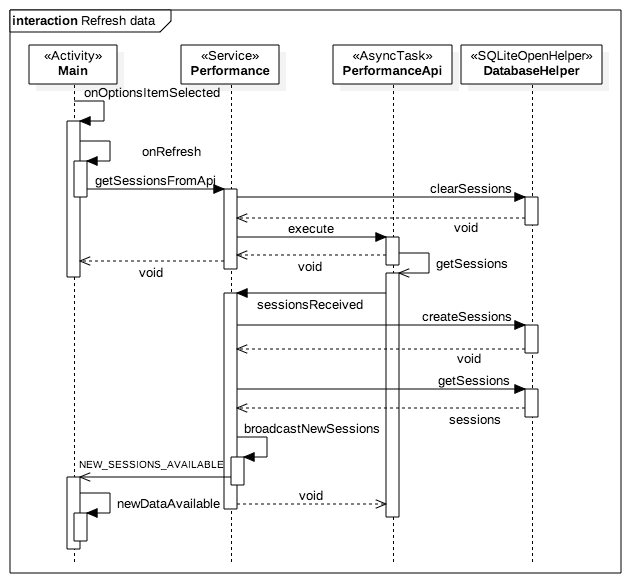 interaction Refresh data
«Activity»
Main
«Service»
Performance
«AsyncTask»
PerformanceApi
«SQLiteOpenHelper»
DatabaseHelper
onOptionsItemSelected
onRefresh
getSessionsFromApi
clearSessions
void
execute
void
void
getSessions
sessionsReceived
createSessions
void
getSessions
sessions
broadcastNewSessions
NEW_SESSIONS_AVAILABLE
void
newDataAvailable